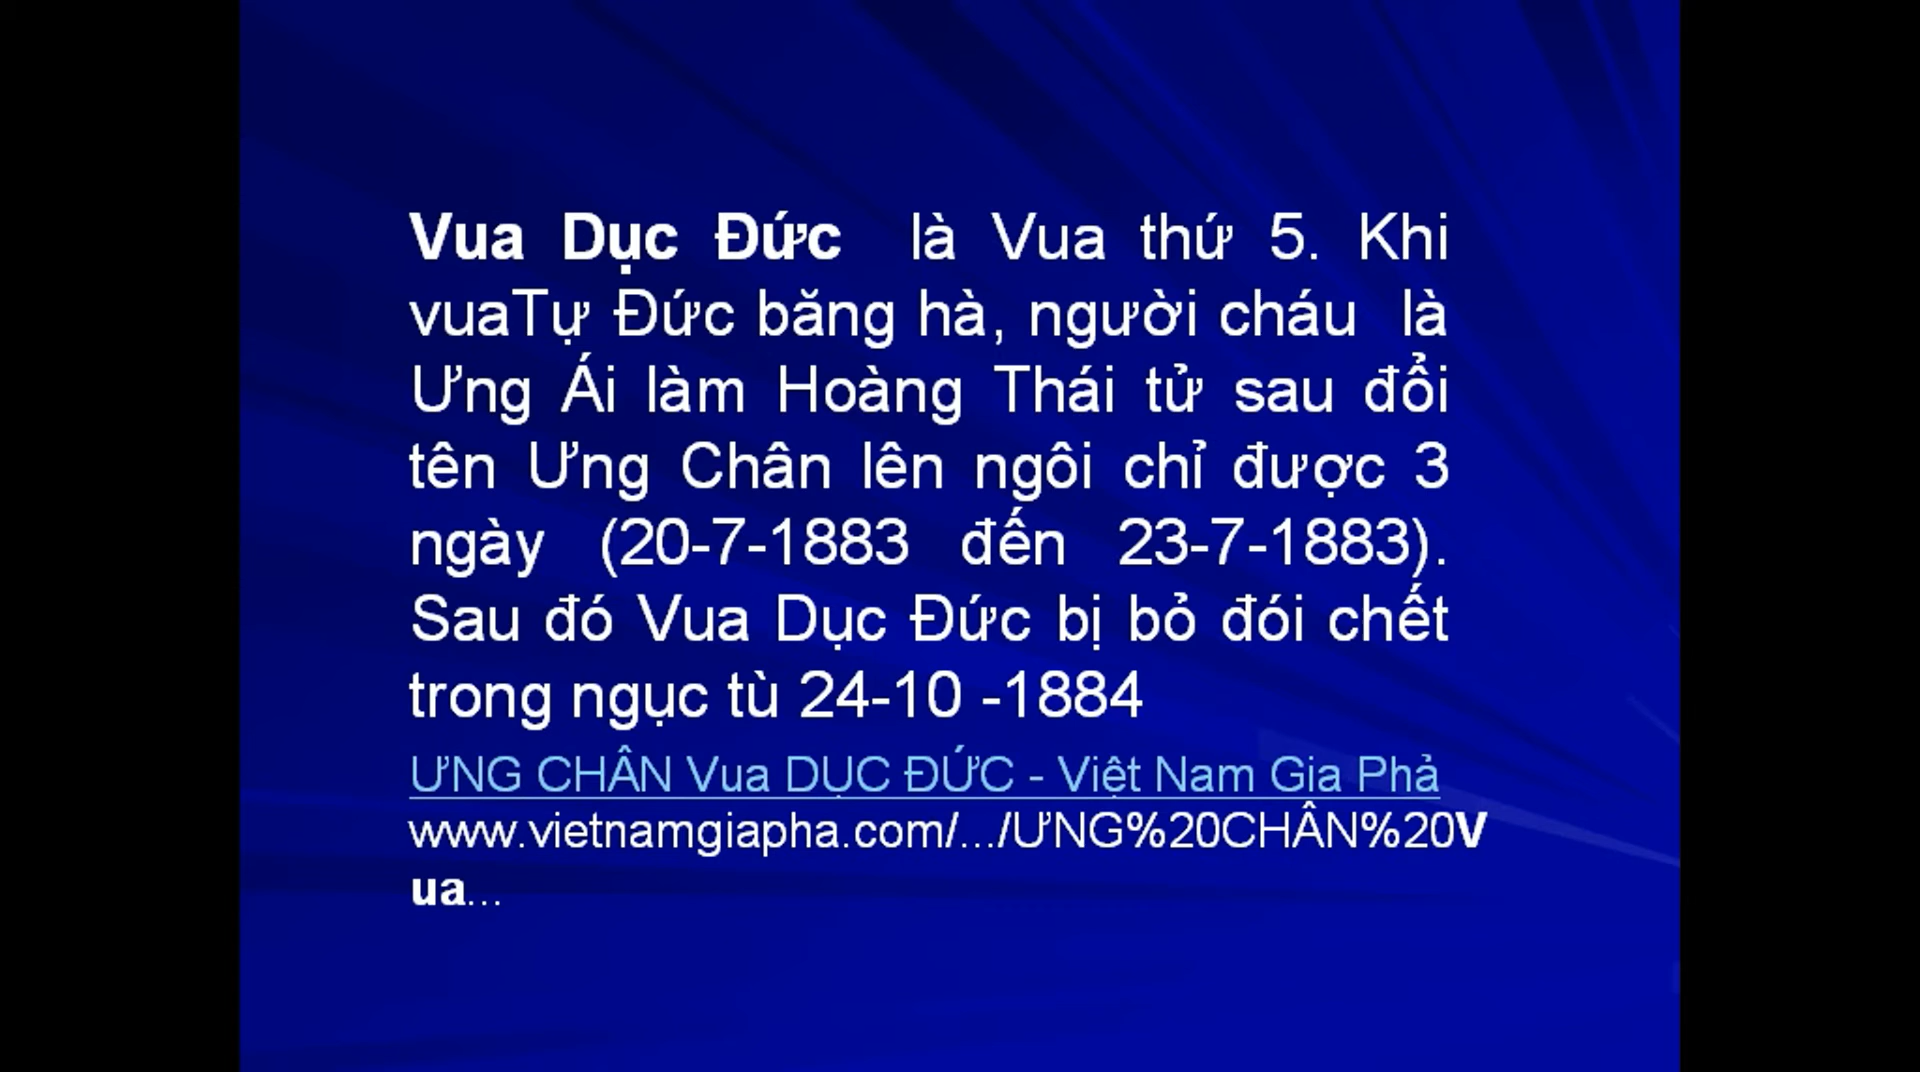 Vua Dục Đức là Vua thứ 5. Khi
vuaTự Đức băng hà, người cháu là
Ưng Ái làm Hoàng Thái tử sau đổi
tên Ưng Chân lên ngôi chỉ được 3
ngày (20-7-1883 đến 23-7-1883).
Sau đó Vua Dục Đức bị bỏ đói chết
trong ngục tù 24-10 -1884
ƯNG CHÂN Vua DỤC ĐỨC - Việt Nam Gia Phả
www.vietnamgiapha.com/.../ƯNG%20CHÂN%20V
ua...